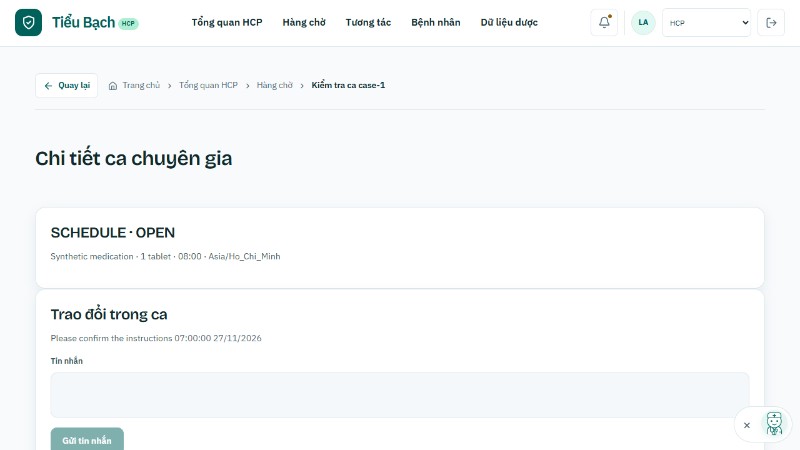 Tiểu Bạch HCP
Tổng quan HCP Hàng chờ Tương tác Bệnh nhân Dữ liệu dược
LA HCP
Quay lại Trang chủ Tổng quan HCP Hàng chờ Kiểm tra ca case-1
Chi tiết ca chuyên gia
SCHEDULE · OPEN
Synthetic medication · 1 tablet · 08:00 · Asia/Ho_Chi_Minh
Trao đổi trong ca
Please confirm the instructions 07:00:00 27/11/2026
Tin nhắn
Gửi tin nhắn